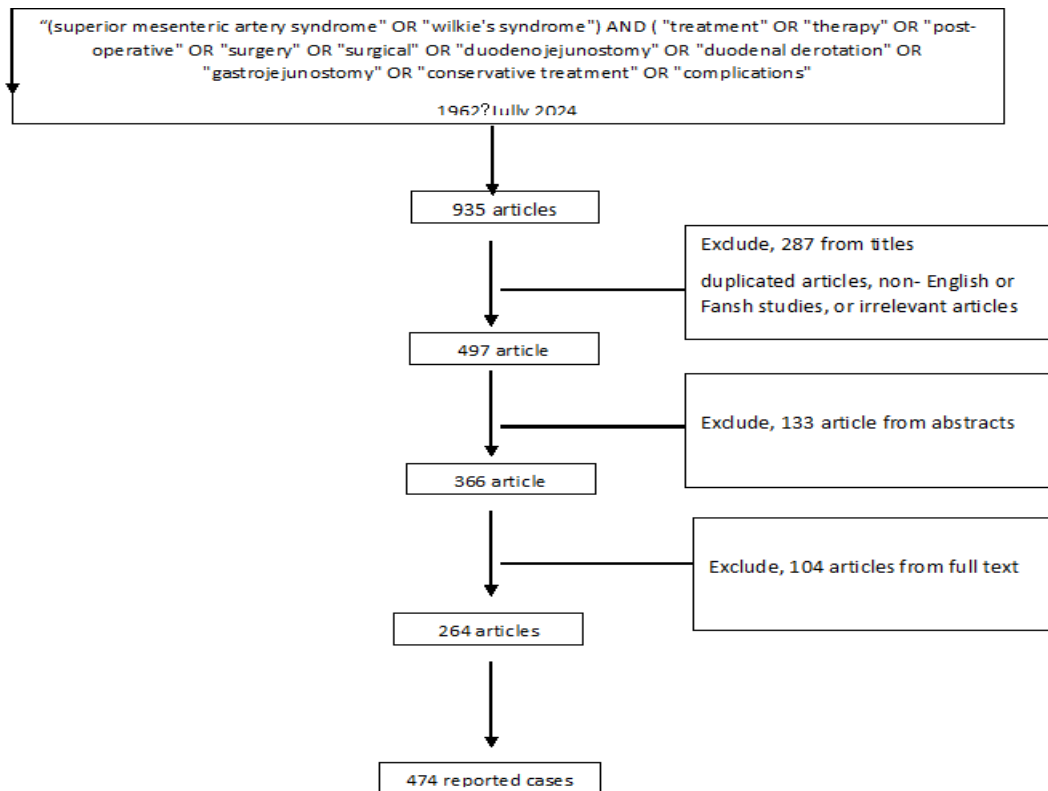 “(superior mesenteric artery syndrome" OR "wilkie's syndrome") AND ( "treatment" OR "therapy" OR "post-
operative" OR "surgery" OR "surgical" OR "duodenojejunostomy" OR "duodenal derotation" OR
"gastrojejunostomy" OR "conservative treatment" OR "complications"
1962?Jully 2024
935 articles
Exclude, 287 from titles
duplicated articles, non- English or
Fansh studies, or irrelevant articles
497 article
Exclude, 133 article from abstracts
366 article
Exclude, 104 articles from full text
264 articles
474 reported cases